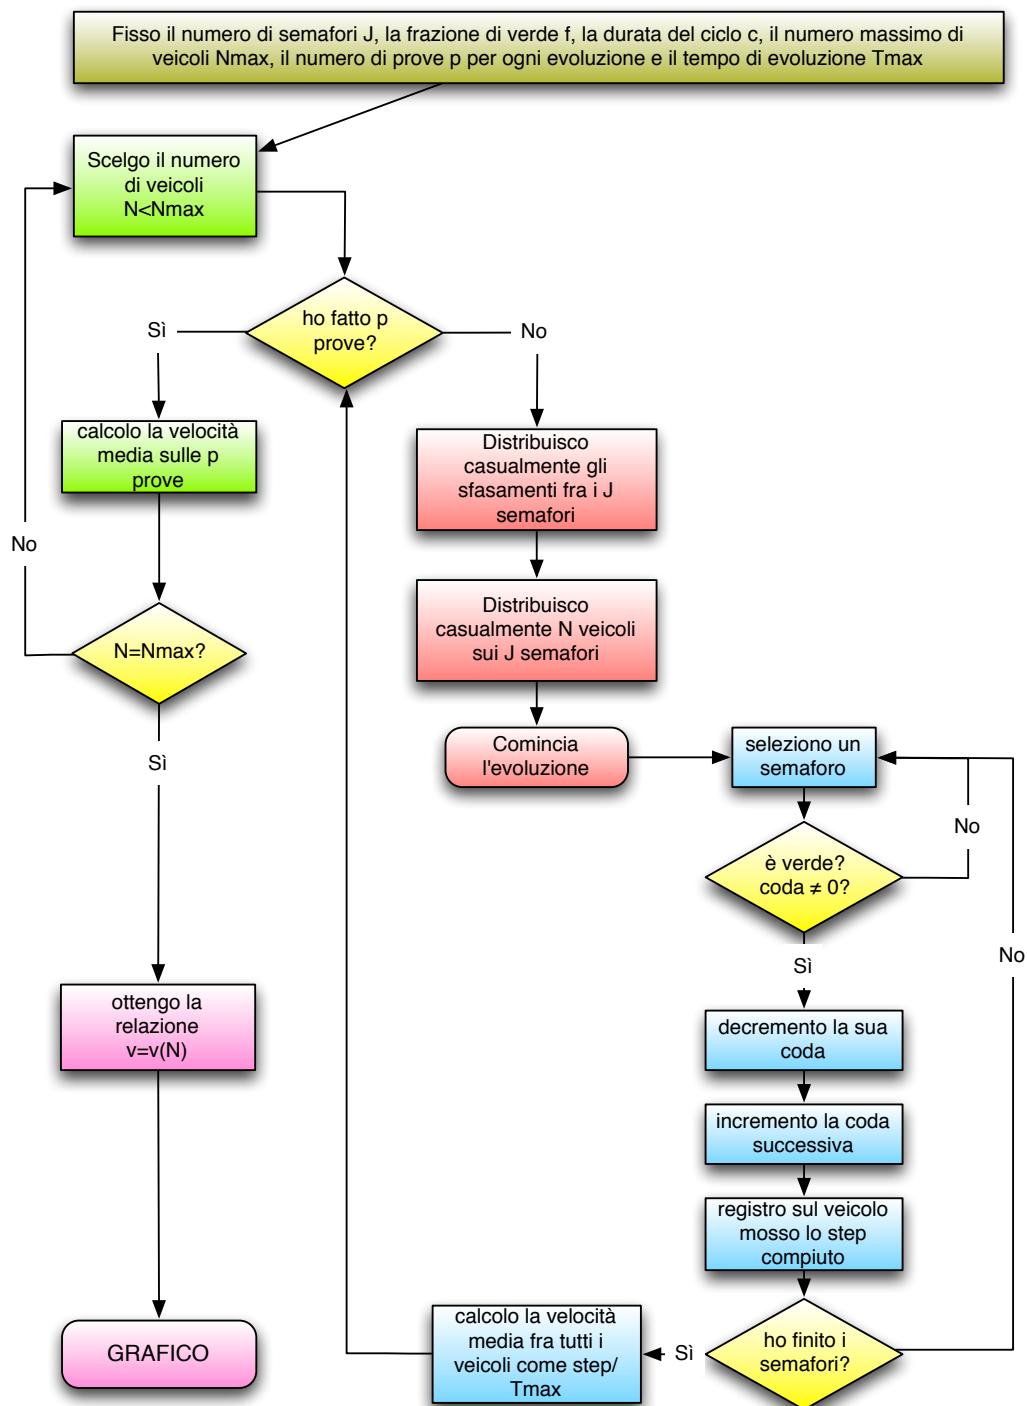 Fisso il numero di semafori J, la frazione di verde f, la durata del ciclo c, il numero massimo di
veicoli Nmax, il numero di prove p per ogni evoluzione e il tempo di evoluzione Tmax
Scelgo il numero
di veicoli
N<Nmax
ho fatto p
prove?
Sì
No
calcolo la velocità
media sulle p
prove
Distribuisco
casualmente gli
sfasamenti fra i J
semafori
No
Distribuisco
casualmente N veicoli
sui J semafori
N=Nmax?
Sì
Comincia
l'evoluzione
seleziono un
semaforo
No
è verde?
coda ≠ 0?
No
Sì
ottengo la
relazione
v=v(N)
decremento la sua
coda
incremento la coda
successiva
registro sul veicolo
mosso lo step
compiuto
calcolo la velocità
media fra tutti i
veicoli come step/
Tmax
Sì
ho finito i
semafori?
GRAFICO